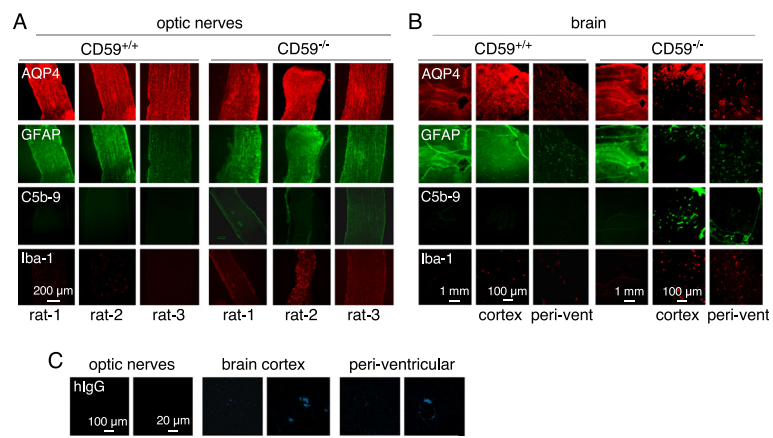 A
optic nerves
CD59+/+ CD59-/-
AQP4
GFAP
C5b-9
Iba-1
200 µm
rat-1 rat-2 rat-3 rat-1 rat-2 rat-3
B
brain
CD59+/+ CD59-/-
AQP4
GFAP
C5b-9
Iba-1
1 mm 100 µm 1 mm 100 µm
cortex peri-vent cortex peri-vent
C
optic nerves brain cortex peri-ventricular
hIgG
100 µm 20 µm